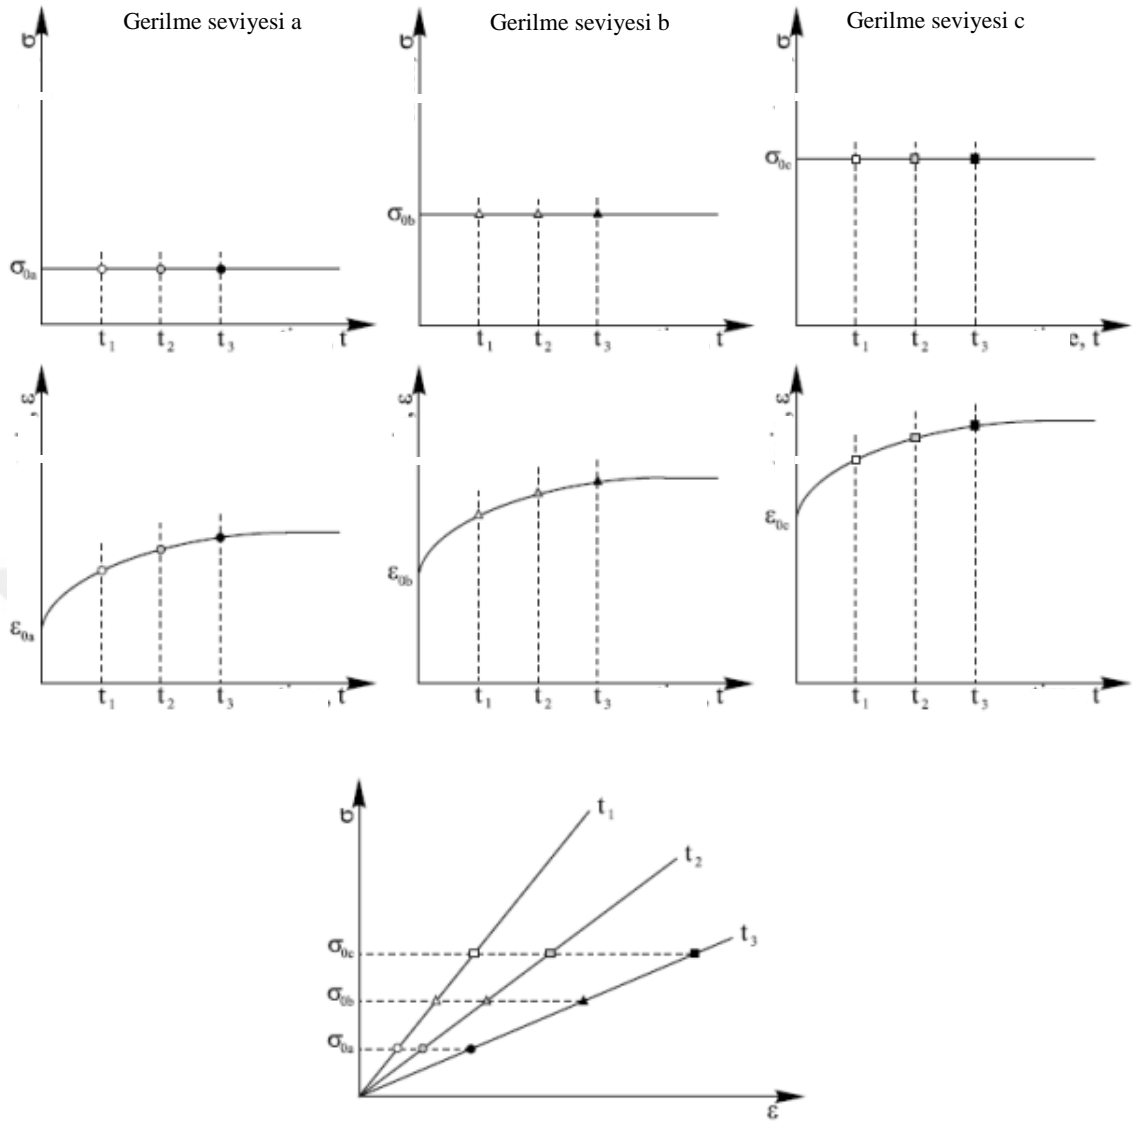 Gerilme seviyesi a
Gerilme seviyesi b
Gerilme seviyesi c
σ
σ
σ
σ₀ₐ
σ₀b
σ₀c
t₁ t₂ t₃ t
t₁ t₂ t₃ t
t₁ t₂ t₃ e, t
, ε
, ε
, ε
ε₀ₐ
ε₀b
ε₀c
t₁ t₂ t₃ , t
t₁ t₂ t₃ , t
t₁ t₂ t₃ t
σ
t₁
t₂
t₃
σ₀c
σ₀b
σ₀ₐ
ε